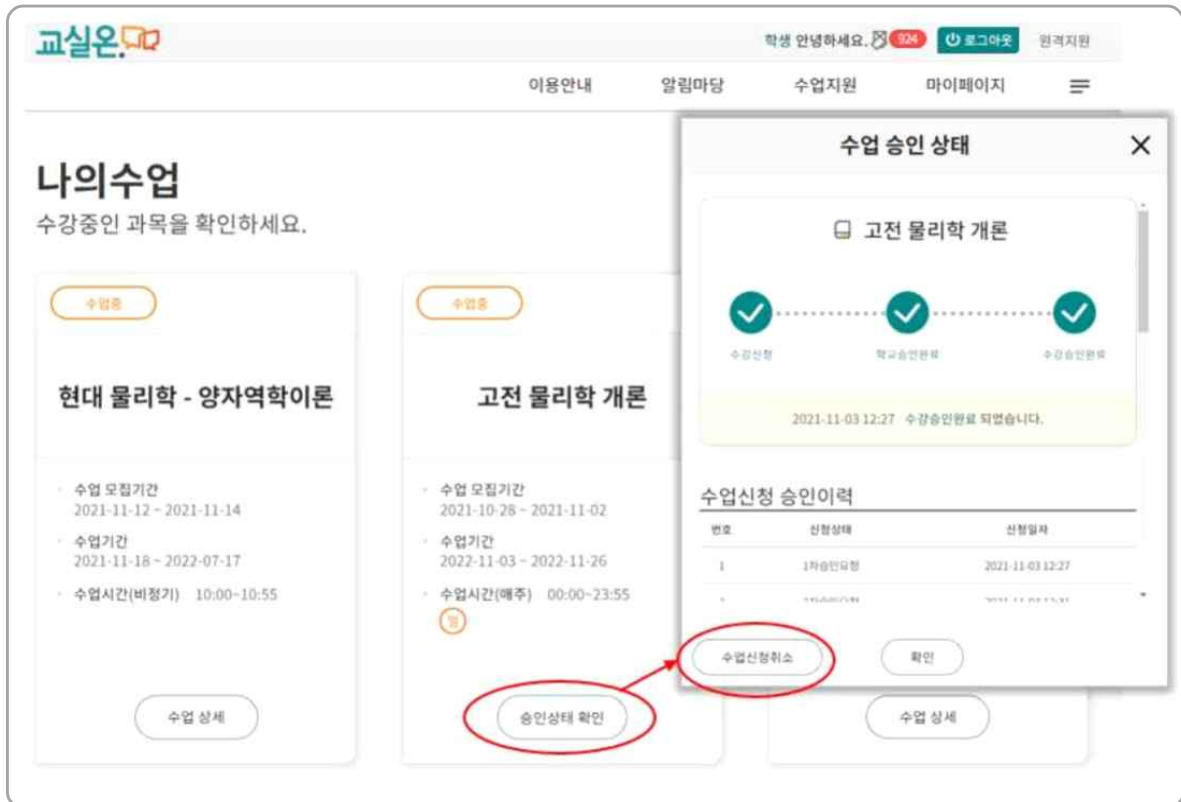 교실온.
학생 안녕하세요. 924 로그아웃 원격지원
이용안내 알림마당 수업지원 마이페이지
나의수업
수강중인 과목을 확인하세요.
수업중
현대 물리학 - 양자역학이론
수업 모집기간
2021-11-12 ~ 2021-11-14
수업기간
2021-11-18 ~ 2022-07-17
수업시간(비정기) 10:00~10:55
수업 상세
수업중
고전 물리학 개론
수업 모집기간
2021-10-28 ~ 2021-11-02
수업기간
2022-11-03 ~ 2022-11-26
수업시간(매주) 00:00~23:55
승인상태 확인
수업 승인 상태
고전 물리학 개론
수강신청 학교승인완료 수강승인완료
2021-11-03 12:27 수강승인완료 되었습니다.
수업신청 승인이력
번호 신청상태 신청일자
1 1차승인요청 2021-11-03 12:27
수업신청취소 확인
수업 상세